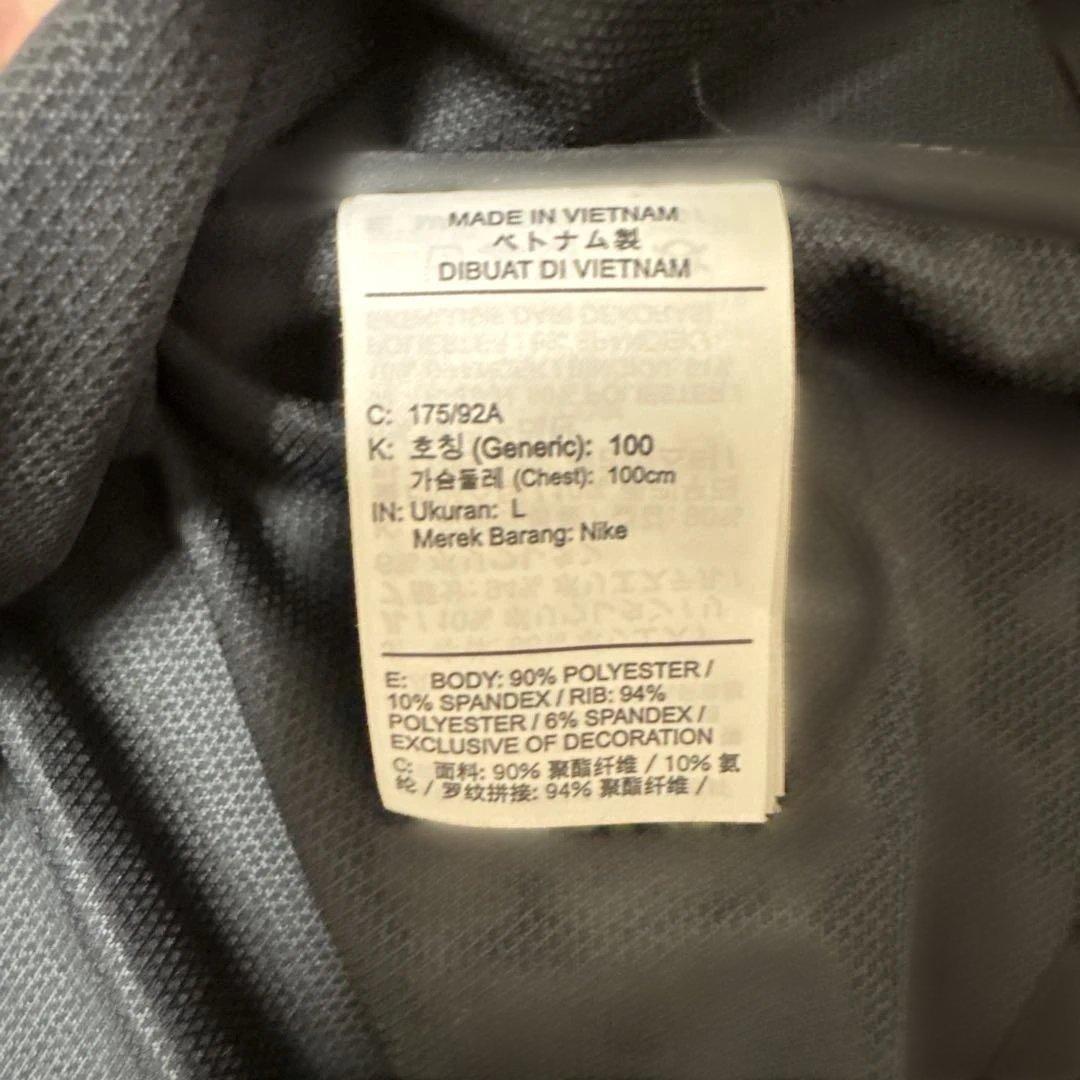 MADE IN VIETNAM
ベトナム製
DIBUAT DI VIETNAM
C: 175/92A
K: 호칭 (Generic): 100
가슴둘레 (Chest): 100cm
IN: Ukuran: L
Merek Barang: Nike
E: BODY: 90% POLYESTER /
10% SPANDEX / RIB: 94%
POLYESTER / 6% SPANDEX /
EXCLUSIVE OF DECORATION
C: 面料: 90% 聚酯纤维 / 10% 氨
纶 / 罗纹拼接: 94% 聚酯纤维 /